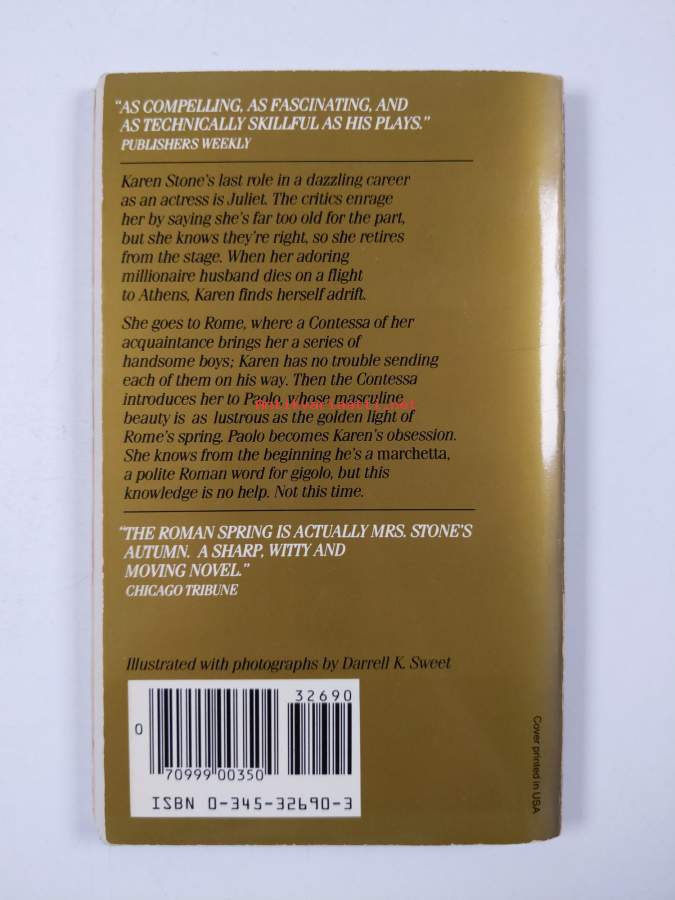 "AS COMPELLING, AS FASCINATING, AND
AS TECHNICALLY SKILLFUL AS HIS PLAYS."
PUBLISHERS WEEKLY
Karen Stone's last role in a dazzling career
as an actress is Juliet. The critics enrage
her by saying she's far too old for the part,
but she knows they're right, so she retires
from the stage. When her adoring
millionaire husband dies on a flight
to Athens, Karen finds herself adrift.
She goes to Rome, where a Contessa of her
acquaintance brings her a series of
handsome boys; Karen has no trouble sending
each of them on his way. Then the Contessa
introduces her to Paolo, whose masculine
Antikvariaatti.net
beauty is as lustrous as the golden light of
Rome's spring. Paolo becomes Karen's obsession.
She knows from the beginning he's a marchetta,
a polite Roman word for gigolo, but this
knowledge is no help. Not this time.
"THE ROMAN SPRING IS ACTUALLY MRS. STONE'S
AUTUMN. A SHARP, WITTY AND
MOVING NOVEL."
CHICAGO TRIBUNE
Illustrated with photographs by Darrell K. Sweet
32690
0
70999 00350
ISBN 0-345-32690-3
Cover printed in USA